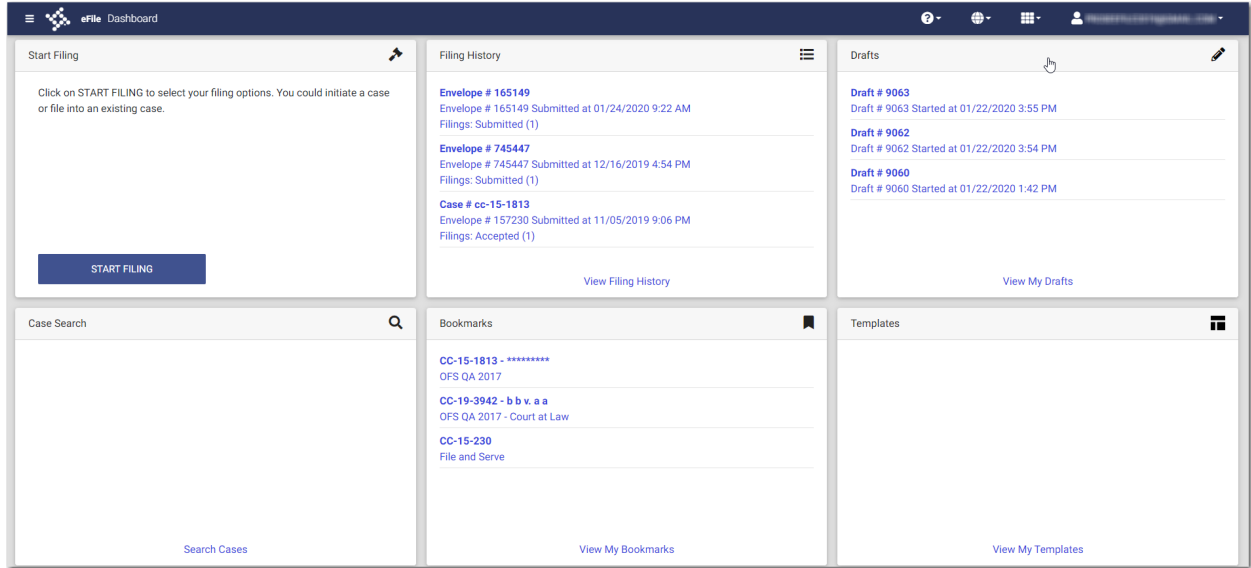 eFile Dashboard
Start Filing
Click on START FILING to select your filing options. You could initiate a case
or file into an existing case.
START FILING
Filing History
Envelope # 165149
Envelope # 165149 Submitted at 01/24/2020 9:22 AM
Filings: Submitted (1)
Envelope # 745447
Envelope # 745447 Submitted at 12/16/2019 4:54 PM
Filings: Submitted (1)
Case # cc-15-1813
Envelope # 157230 Submitted at 11/05/2019 9:06 PM
Filings: Accepted (1)
View Filing History
Drafts
Draft # 9063
Draft # 9063 Started at 01/22/2020 3:55 PM
Draft # 9062
Draft # 9062 Started at 01/22/2020 3:54 PM
Draft # 9060
Draft # 9060 Started at 01/22/2020 1:42 PM
View My Drafts
Case Search
Search Cases
Bookmarks
CC-15-1813 - *********
OFS QA 2017
CC-19-3942 - b b v. a a
OFS QA 2017 - Court at Law
CC-15-230
File and Serve
View My Bookmarks
Templates
View My Templates